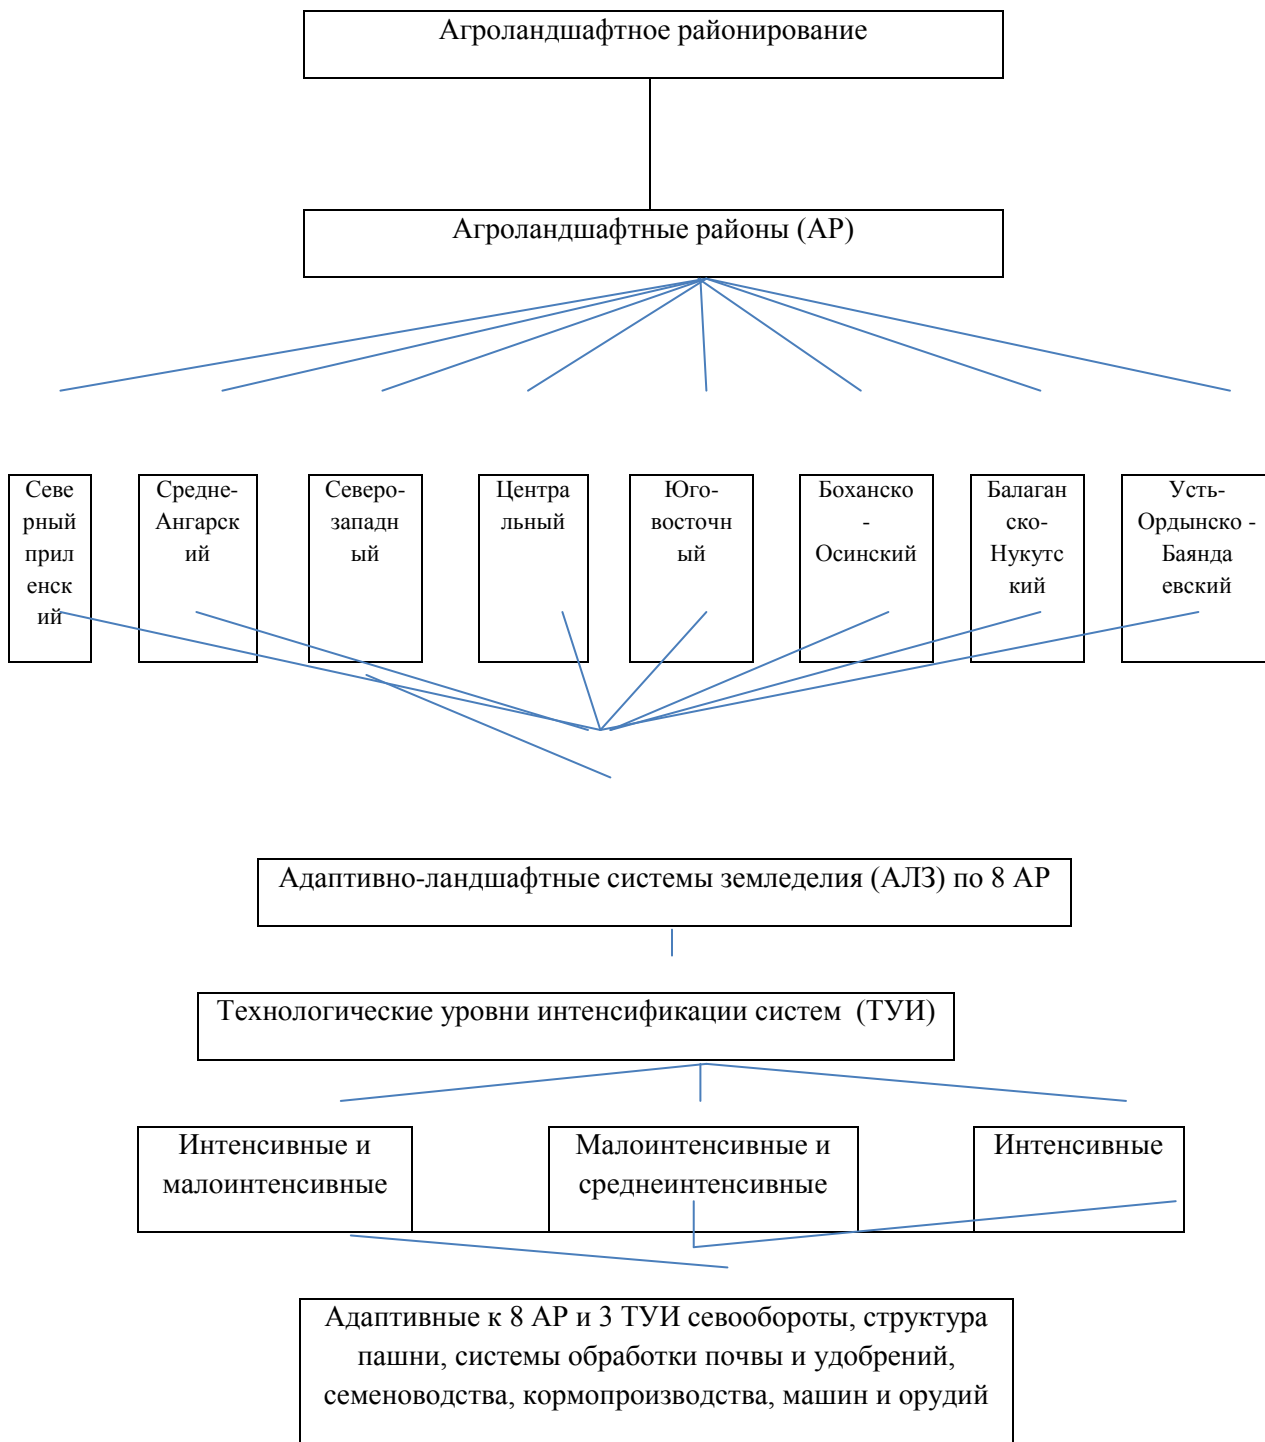 Агроландшафтное районирование
Агроландшафтные районы (АР)
Севе
рный
прил
енск
ий
Средне-
Ангарск
ий
Северо-
западн
ый
Центра
льный
Юго-
восточн
ый
Боханско
-
Осинский
Балаган
ско-
Нукутс
кий
Усть-
Ордынско -
Баянда
евский
Адаптивно-ландшафтные системы земледелия (АЛЗ) по 8 АР
Технологические уровни интенсификации систем (ТУИ)
Интенсивные и
малоинтенсивные
Малоинтенсивные и
среднеинтенсивные
Интенсивные
Адаптивные к 8 АР и 3 ТУИ севообороты, структура
пашни, системы обработки почвы и удобрений,
семеноводства, кормопроизводства, машин и орудий